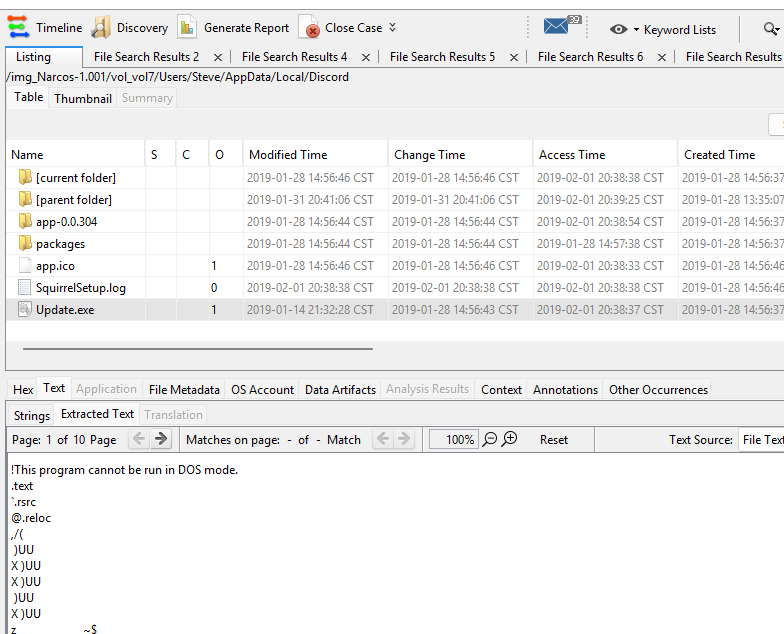 Timeline Discovery Generate Report Close Case 39 Keyword Lists
Listing File Search Results 2 File Search Results 4 File Search Results 5 File Search Results 6 File Search Results
/img_Narcos-1.001/vol_vol7/Users/Steve/AppData/Local/Discord
Table Thumbnail Summary
Name S C O Modified Time Change Time Access Time Created Time
[current folder] 2019-01-28 14:56:46 CST 2019-01-28 14:56:46 CST 2019-02-01 20:38:38 CST 2019-01-28 14:56:37
[parent folder] 2019-01-31 20:41:06 CST 2019-01-31 20:41:06 CST 2019-02-01 20:39:25 CST 2019-01-28 13:35:07
app-0.0.304 2019-01-28 14:56:44 CST 2019-01-28 14:56:44 CST 2019-02-01 20:38:54 CST 2019-01-28 14:56:37
packages 2019-01-28 14:56:44 CST 2019-01-28 14:56:44 CST 2019-01-28 14:57:38 CST 2019-01-28 14:56:37
app.ico 1 2019-01-28 14:56:46 CST 2019-01-28 14:56:46 CST 2019-02-01 20:38:33 CST 2019-01-28 14:56:46
SquirrelSetup.log 0 2019-02-01 20:38:38 CST 2019-02-01 20:38:38 CST 2019-02-01 20:38:38 CST 2019-01-28 14:56:46
Update.exe 1 2019-01-14 21:32:28 CST 2019-01-28 14:56:43 CST 2019-02-01 20:38:37 CST 2019-01-28 14:56:37
Hex Text Application File Metadata OS Account Data Artifacts Analysis Results Context Annotations Other Occurrences
Strings Extracted Text Translation
Page: 1 of 10 Page Matches on page: - of - Match 100% Reset Text Source: File Text
!This program cannot be run in DOS mode.
.text
`.rsrc
@.reloc
,/(
)UU
X )UU
X )UU
)UU
X )UU
z ~$